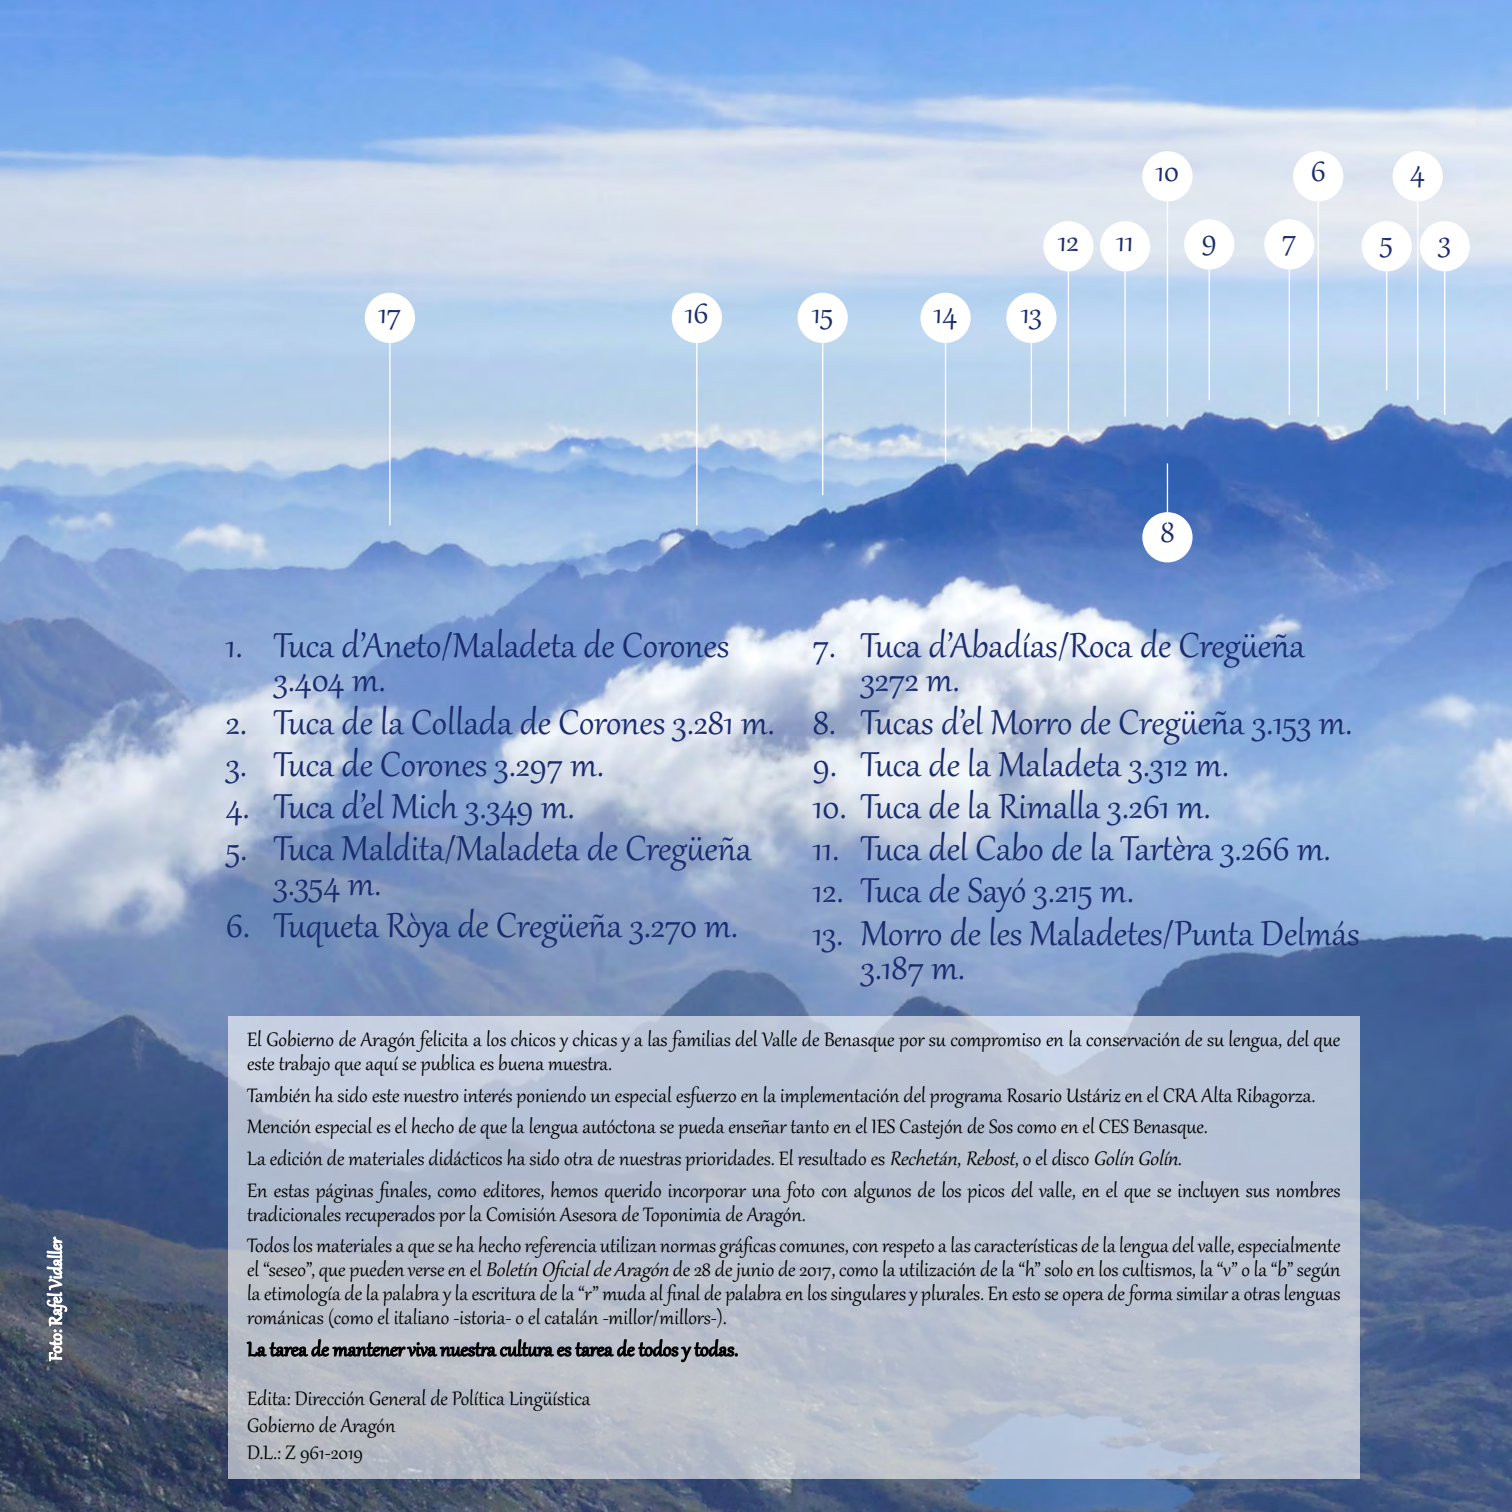 10
6
4
12
11
9
7
5
3
17
16
15
14
13
8
1. Tuca d'Aneto/Maladeta de Corones
3.404 m.
2. Tuca de la Collada de Corones 3.281 m.
3. Tuca de Corones 3.297 m.
4. Tuca d'el Mich 3.349 m.
5. Tuca Maldita/Maladeta de Cregüeña
3.354 m.
6. Tuqueta Ròya de Cregüeña 3.270 m.
7. Tuca d'Abadías/Roca de Cregüeña
3272 m.
8. Tucas d'el Morro de Cregüeña 3.153 m.
9. Tuca de la Maladeta 3.312 m.
10. Tuca de la Rimalla 3.261 m.
11. Tuca del Cabo de la Tartèra 3.266 m.
12. Tuca de Sayó 3.215 m.
13. Morro de les Maladetes/Punta Delmás
3.187 m.
El Gobierno de Aragón felicita a los chicos y chicas y a las familias del Valle de Benasque por su compromiso en la conservación de su lengua, del que
este trabajo que aquí se publica es buena muestra.
También ha sido este nuestro interés poniendo un especial esfuerzo en la implementación del programa Rosario Ustáriz en el CRA Alta Ribagorza.
Mención especial es el hecho de que la lengua autóctona se pueda enseñar tanto en el IES Castejón de Sos como en el CES Benasque.
La edición de materiales didácticos ha sido otra de nuestras prioridades. El resultado es Rechetán, Rebost, o el disco Golín Golín.
En estas páginas finales, como editores, hemos querido incorporar una foto con algunos de los picos del valle, en el que se incluyen sus nombres
tradicionales recuperados por la Comisión Asesora de Toponimia de Aragón.
Todos los materiales a que se ha hecho referencia utilizan normas gráficas comunes, con respeto a las características de la lengua del valle, especialmente
el "seseo", que pueden verse en el Boletín Oficial de Aragón de 28 de junio de 2017, como la utilización de la "h" solo en los cultismos, la "v" o la "b" según
la etimología de la palabra y la escritura de la "r" muda al final de palabra en los singulares y plurales. En esto se opera de forma similar a otras lenguas
románicas (como el italiano -istoria- o el catalán -millor/millors-).
La tarea de mantener viva nuestra cultura es tarea de todos y todas.
Edita: Dirección General de Política Lingüística
Gobierno de Aragón
D.L.: Z 961-2019
Foto: Rafel Vidaller